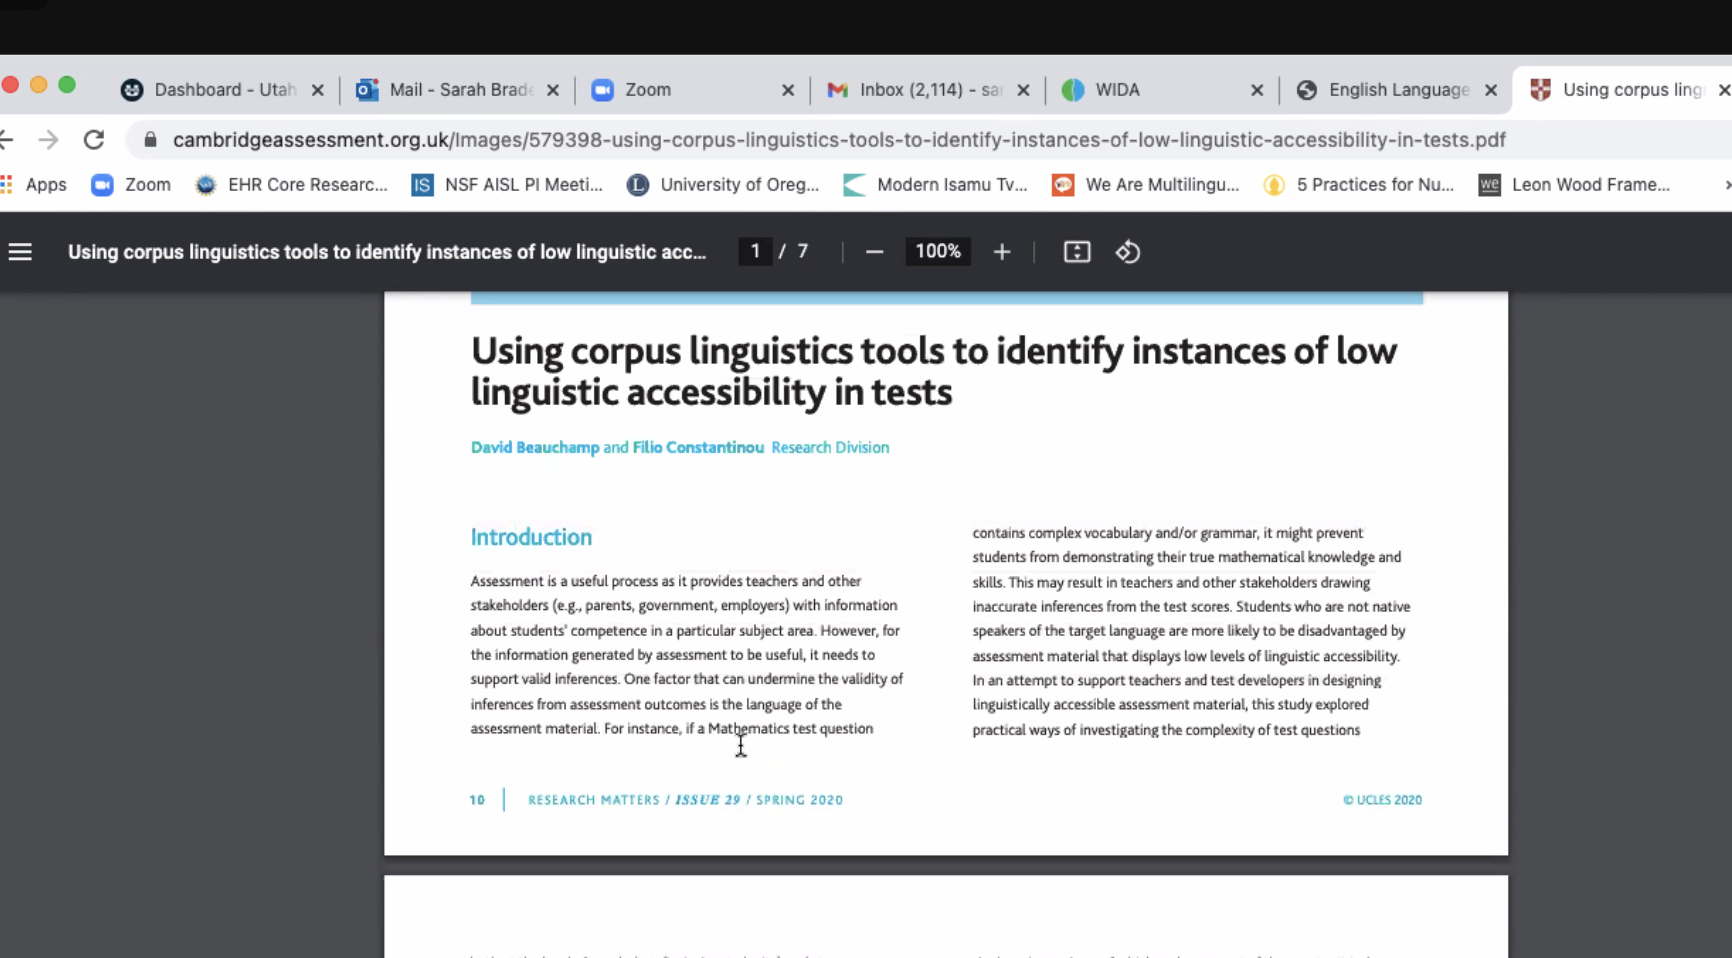 Dashboard - Utah
Mail - Sarah Brade
Zoom
Inbox (2,114) - sa
WIDA
English Language
Using corpus ling
cambridgeassessment.org.uk/Images/579398-using-corpus-linguistics-tools-to-identify-instances-of-low-linguistic-accessibility-in-tests.pdf
Apps
Zoom
EHR Core Researc...
IS
NSF AISL PI Meeti...
L
University of Oreg...
Modern Isamu Tv...
We Are Multilingu...
5 Practices for Nu...
we
Leon Wood Frame...
Using corpus linguistics tools to identify instances of low linguistic acc...
1 / 7
100%
Using corpus linguistics tools to identify instances of low
linguistic accessibility in tests
David Beauchamp and Filio Constantinou Research Division
Introduction
Assessment is a useful process as it provides teachers and other
stakeholders (e.g., parents, government, employers) with information
about students' competence in a particular subject area. However, for
the information generated by assessment to be useful, it needs to
support valid inferences. One factor that can undermine the validity of
inferences from assessment outcomes is the language of the
assessment material. For instance, if a Mathematics test question
contains complex vocabulary and/or grammar, it might prevent
students from demonstrating their true mathematical knowledge and
skills. This may result in teachers and other stakeholders drawing
inaccurate inferences from the test scores. Students who are not native
speakers of the target language are more likely to be disadvantaged by
assessment material that displays low levels of linguistic accessibility.
In an attempt to support teachers and test developers in designing
linguistically accessible assessment material, this study explored
practical ways of investigating the complexity of test questions
10
RESEARCH MATTERS / ISSUE 29 / SPRING 2020
© UCLES 2020